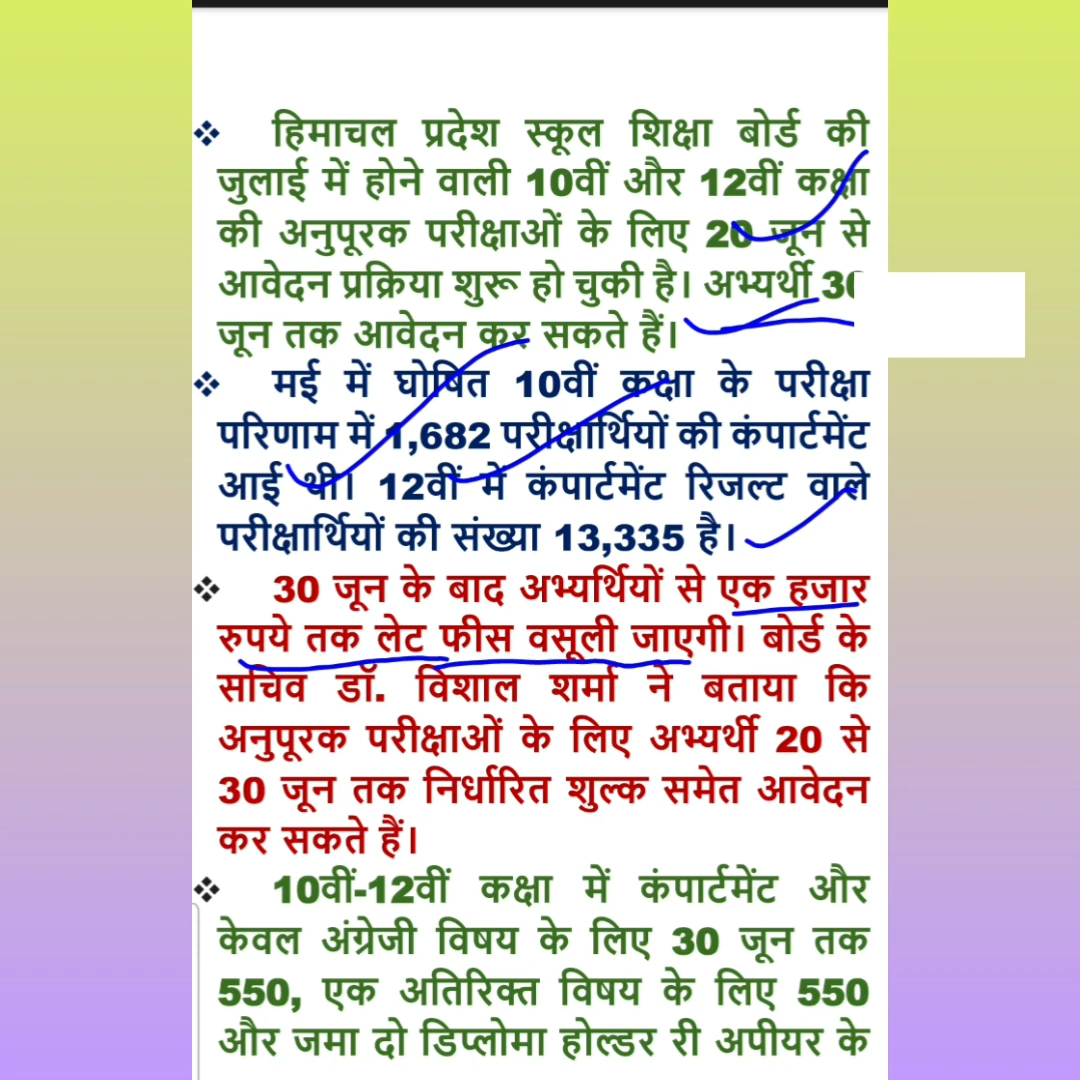 ❖ हिमाचल प्रदेश स्कूल शिक्षा बोर्ड की
जुलाई में होने वाली 10वीं और 12वीं कक्षा
की अनुपूरक परीक्षाओं के लिए 20 जून से
आवेदन प्रक्रिया शुरू हो चुकी है। अभ्यर्थी 30
जून तक आवेदन कर सकते हैं।
❖ मई में घोषित 10वीं कक्षा के परीक्षा
परिणाम में 1,682 परीक्षार्थियों की कंपार्टमेंट
आई थी। 12वीं में कंपार्टमेंट रिजल्ट वाले
परीक्षार्थियों की संख्या 13,335 है।
❖ 30 जून के बाद अभ्यर्थियों से एक हजार
रुपये तक लेट फीस वसूली जाएगी। बोर्ड के
सचिव डॉ. विशाल शर्मा ने बताया कि
अनुपूरक परीक्षाओं के लिए अभ्यर्थी 20 से
30 जून तक निर्धारित शुल्क समेत आवेदन
कर सकते हैं।
❖ 10वीं-12वीं कक्षा में कंपार्टमेंट और
केवल अंग्रेजी विषय के लिए 30 जून तक
550, एक अतिरिक्त विषय के लिए 550
और जमा दो डिप्लोमा होल्डर री अपीयर के